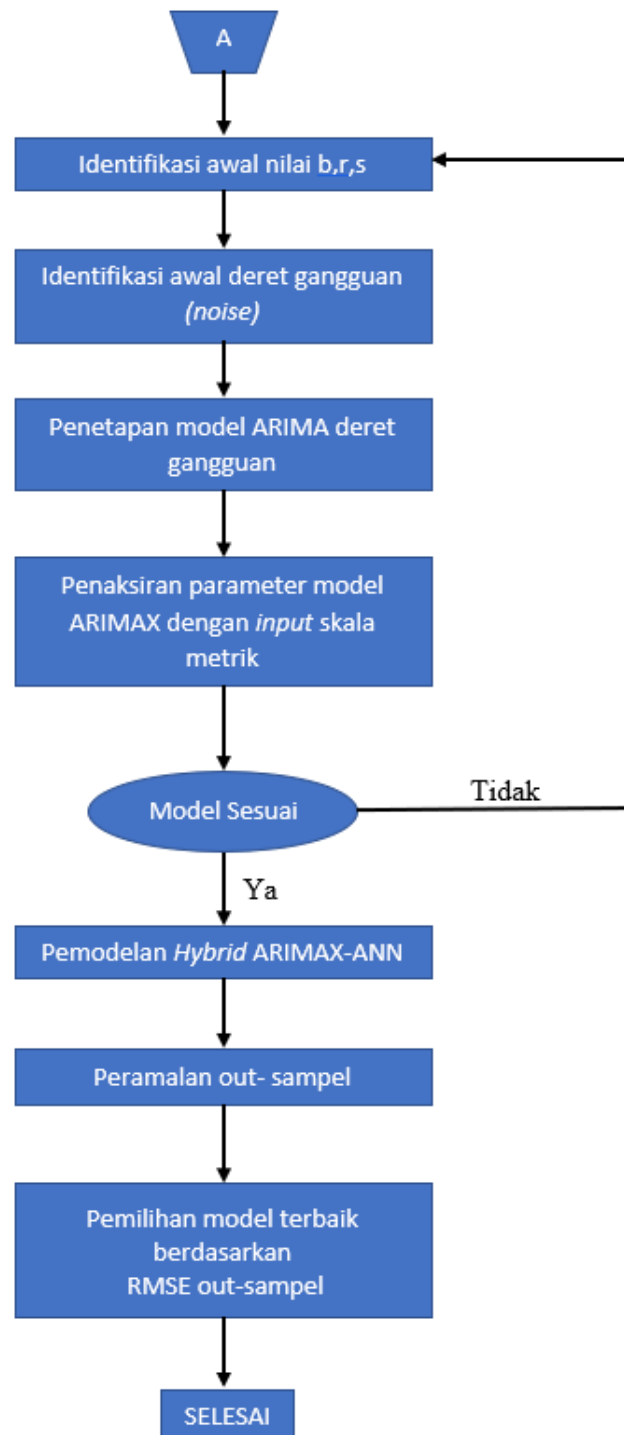 A
Identifikasi awal nilai b,r,s
Identifikasi awal deret gangguan
(noise)
Penetapan model ARIMA deret
gangguan
Penaksiran parameter model
ARIMAX dengan input skala
metrik
Model Sesuai
Tidak
Ya
Pemodelan Hybrid ARIMAX-ANN
Peramalan out- sampel
Pemilihan model terbaik
berdasarkan
RMSE out-sampel
SELESAI